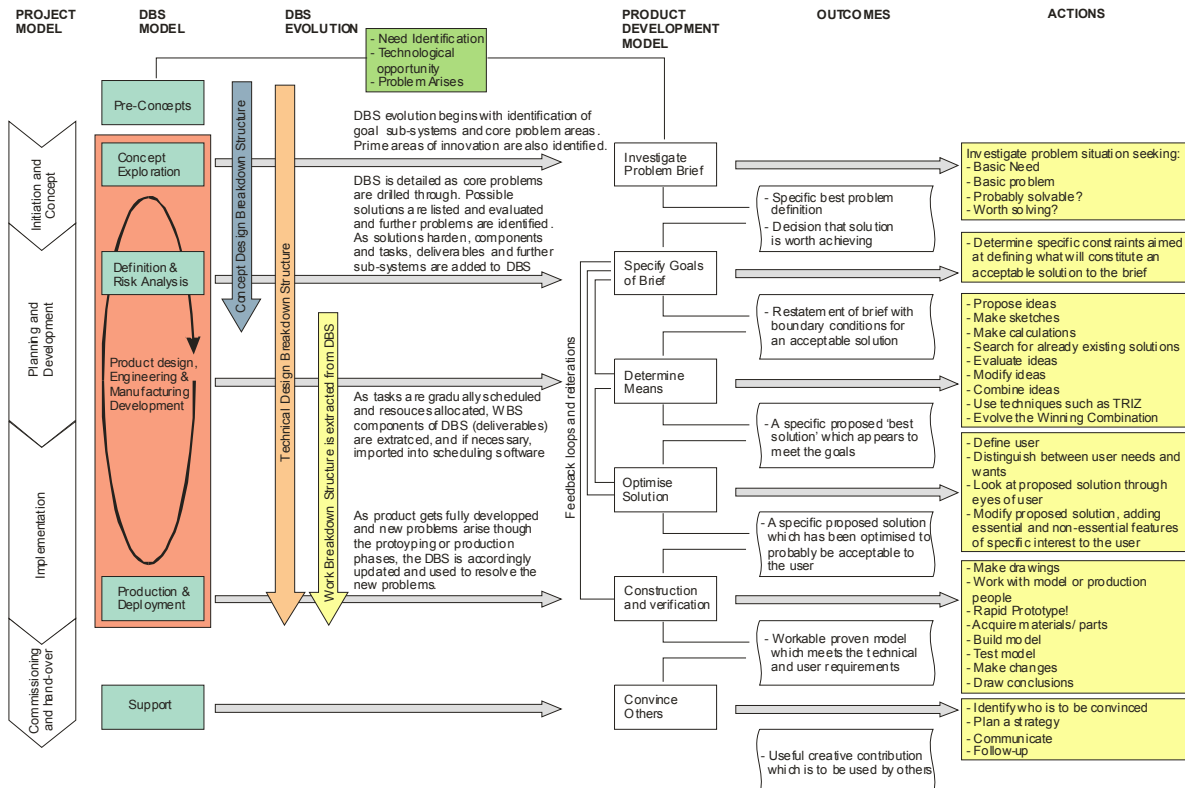 PROJECT
MODEL
DBS
MODEL
DBS
EVOLUTION
PRODUCT
DEVELOPMENT
MODEL
OUTCOMES
ACTIONS
- Need Identification
- Technological
opportunity
- Problem Arises
Initiation and
Concept
Planning and
Development
Implementation
Commissioning
and hand-over
Pre-Concepts
Concept
Exploration
Definition &
Risk Analysis
Product design,
Engineering &
Manufacturing
Development
Production &
Deployment
Support
Concept Design Breakdown Structure
Technical Design Breakdown Structure
Work Breakdown Structure is extracted from DBS
DBS evolution begins with identification of
goal sub-systems and core problem areas.
Prime areas of innovation are also identified.
DBS is detailed as core problems
are drilled through. Possible
solutions are listed and evaluated
and further problems are identified.
As solutions harden, components
and tasks, deliverables and further
sub-systems are added to DBS
As tasks are gradually scheduled
and resouces allocated, WBS
components of DBS (deliverables)
are extratced, and if necessary,
imported into scheduling software
As product gets fully developped
and new problems arise though
the protoyping or production
phases, the DBS is accordingly
updated and used to resolve the
new problems.
Feedback loops and reiterations
Investigate
Problem Brief
Specify Goals
of Brief
Determine
Means
Optimise
Solution
Construction
and verification
Convince
Others
- Specific best problem
definition
- Decision that solution
is worth achieving
- Restatement of brief with
boundary conditions for
an acceptable solution
- A specific proposed 'best
solution' which appears to
meet the goals
- A specific proposed solution
which has been optimised to
probably be acceptable to
the user
- Workable proven model
which meets the technical
and user requirements
- Useful creative contribution
which is to be used by others
Investigate problem situation seeking:
- Basic Need
- Basic problem
- Probably solvable?
- Worth solving?
- Determine specific constraints aimed
at defining what will constitute an
acceptable solution to the brief
- Propose ideas
- Make sketches
- Make calculations
- Search for already existing solutions
- Evaluate ideas
- Modify ideas
- Combine ideas
- Use techniques such as TRIZ
- Evolve the Winning Combination
- Define user
- Distinguish between user needs and
wants
- Look at proposed solution through
eyes of user
- Modify proposed solution, adding
essential and non-essential features
of specific interest to the user
- Make drawings
- Work with model or production
people
- Rapid Prototype!
- Acquire materials/ parts
- Build model
- Test model
- Make changes
- Draw conclusions
- Identify who is to be convinced
- Plan a strategy
- Communicate
- Follow-up